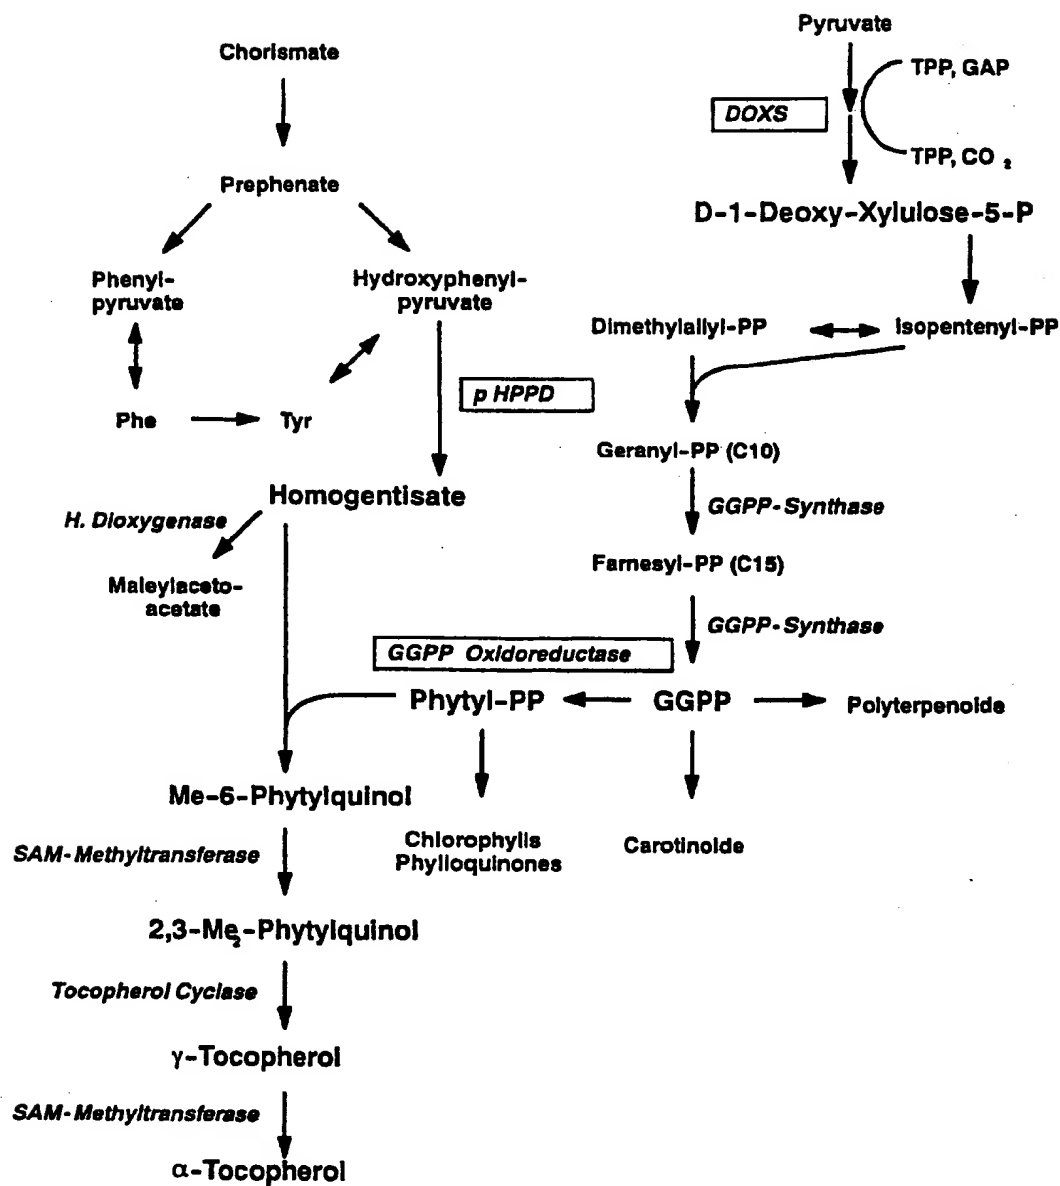 Chorismate
Prephenate
Phenyl-
pyruvate
Hydroxyphenyl-
pyruvate
Phe
Tyr
p HPPD
Homogentisate
H. Dioxygenase
Maleylaceto-
acetate
Pyruvate
TPP, GAP
DOXS
TPP, CO 2
D-1-Deoxy-Xylulose-5-P
Dimethylallyl-PP
Isopentenyl-PP
Geranyl-PP (C10)
GGPP-Synthase
Farnesyl-PP (C15)
GGPP-Synthase
GGPP Oxidoreductase
Phytyl-PP
GGPP
Polyterpenoide
Me-6-Phytylquinol
Chlorophylls
Phylloquinones
Carotinoide
SAM-Methyltransferase
2,3-Me2-Phytylquinol
Tocopherol Cyclase
γ-Tocopherol
SAM-Methyltransferase
α-Tocopherol